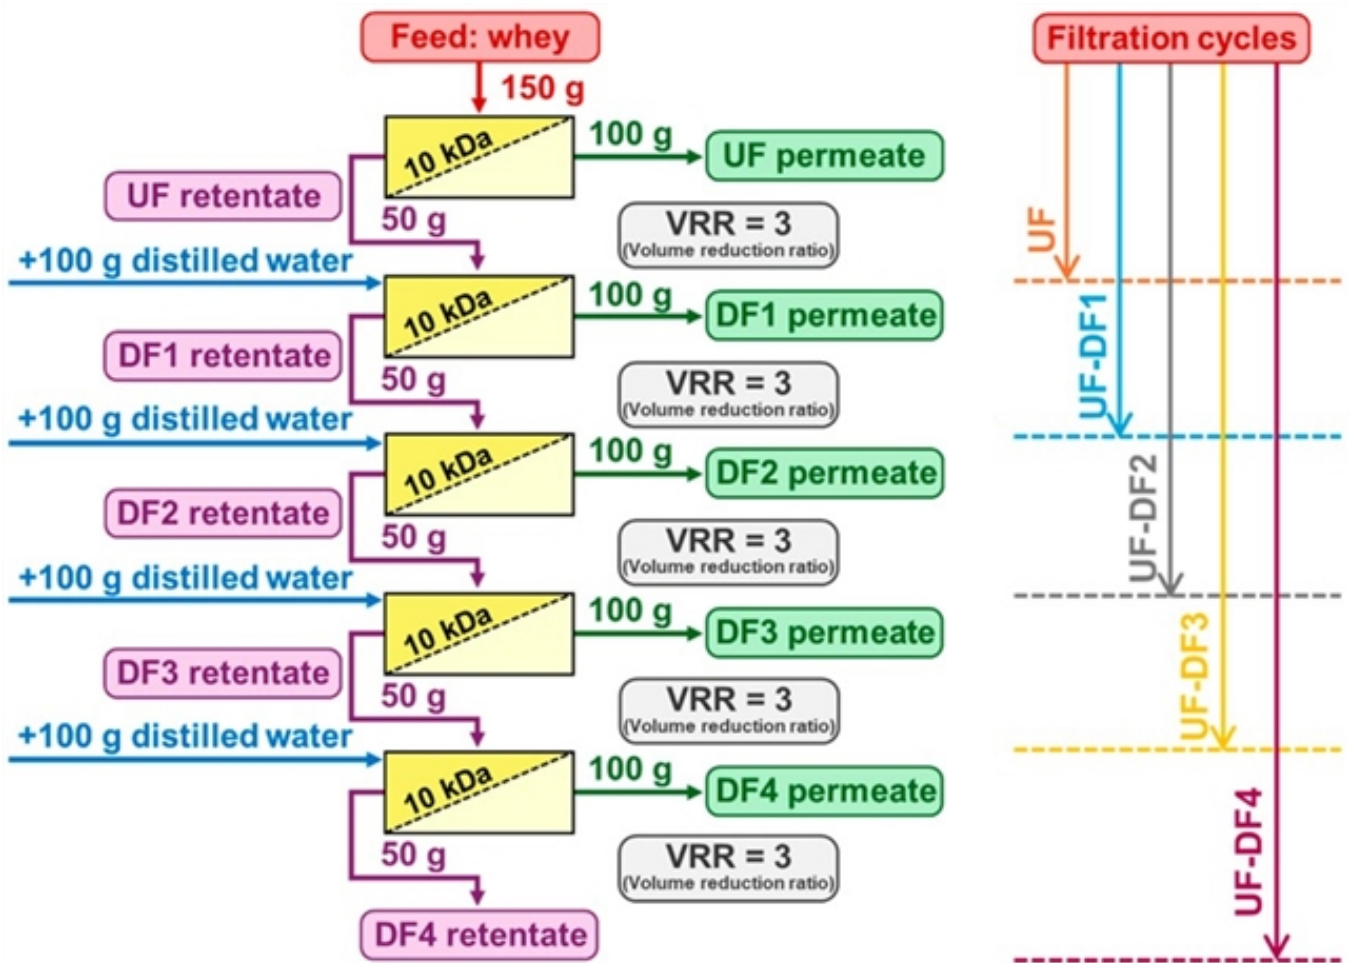 Feed: whey
Filtration cycles
150 g
10 kDa
100 g
UF permeate
UF retentate
50 g
VRR = 3
(Volume reduction ratio)
UF
+100 g distilled water
10 kDa
100 g
DF1 permeate
DF1 retentate
50 g
VRR = 3
(Volume reduction ratio)
UF-DF1
+100 g distilled water
10 kDa
100 g
DF2 permeate
DF2 retentate
50 g
VRR = 3
(Volume reduction ratio)
UF-DF2
+100 g distilled water
10 kDa
100 g
DF3 permeate
DF3 retentate
50 g
VRR = 3
(Volume reduction ratio)
UF-DF3
+100 g distilled water
10 kDa
100 g
DF4 permeate
50 g
VRR = 3
(Volume reduction ratio)
UF-DF4
DF4 retentate